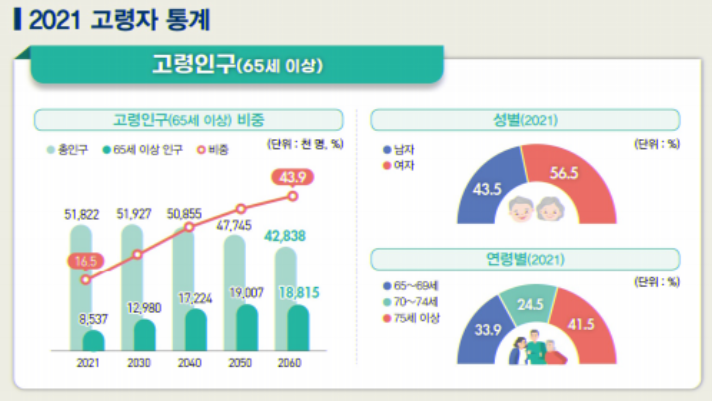 2021 고령자 통계
고령인구(65세 이상)
고령인구(65세 이상) 비중
총인구 65세 이상 인구 비중 (단위 : 천 명, %)
43.9
51,822 51,927 50,855 47,745 42,838
16.5
8,537 12,980 17,224 19,007 18,815
2021 2030 2040 2050 2060
성별(2021)
(단위 : %)
남자
여자
43.5 56.5
연령별(2021)
(단위 : %)
65~69세
70~74세
75세 이상
33.9 24.5 41.5